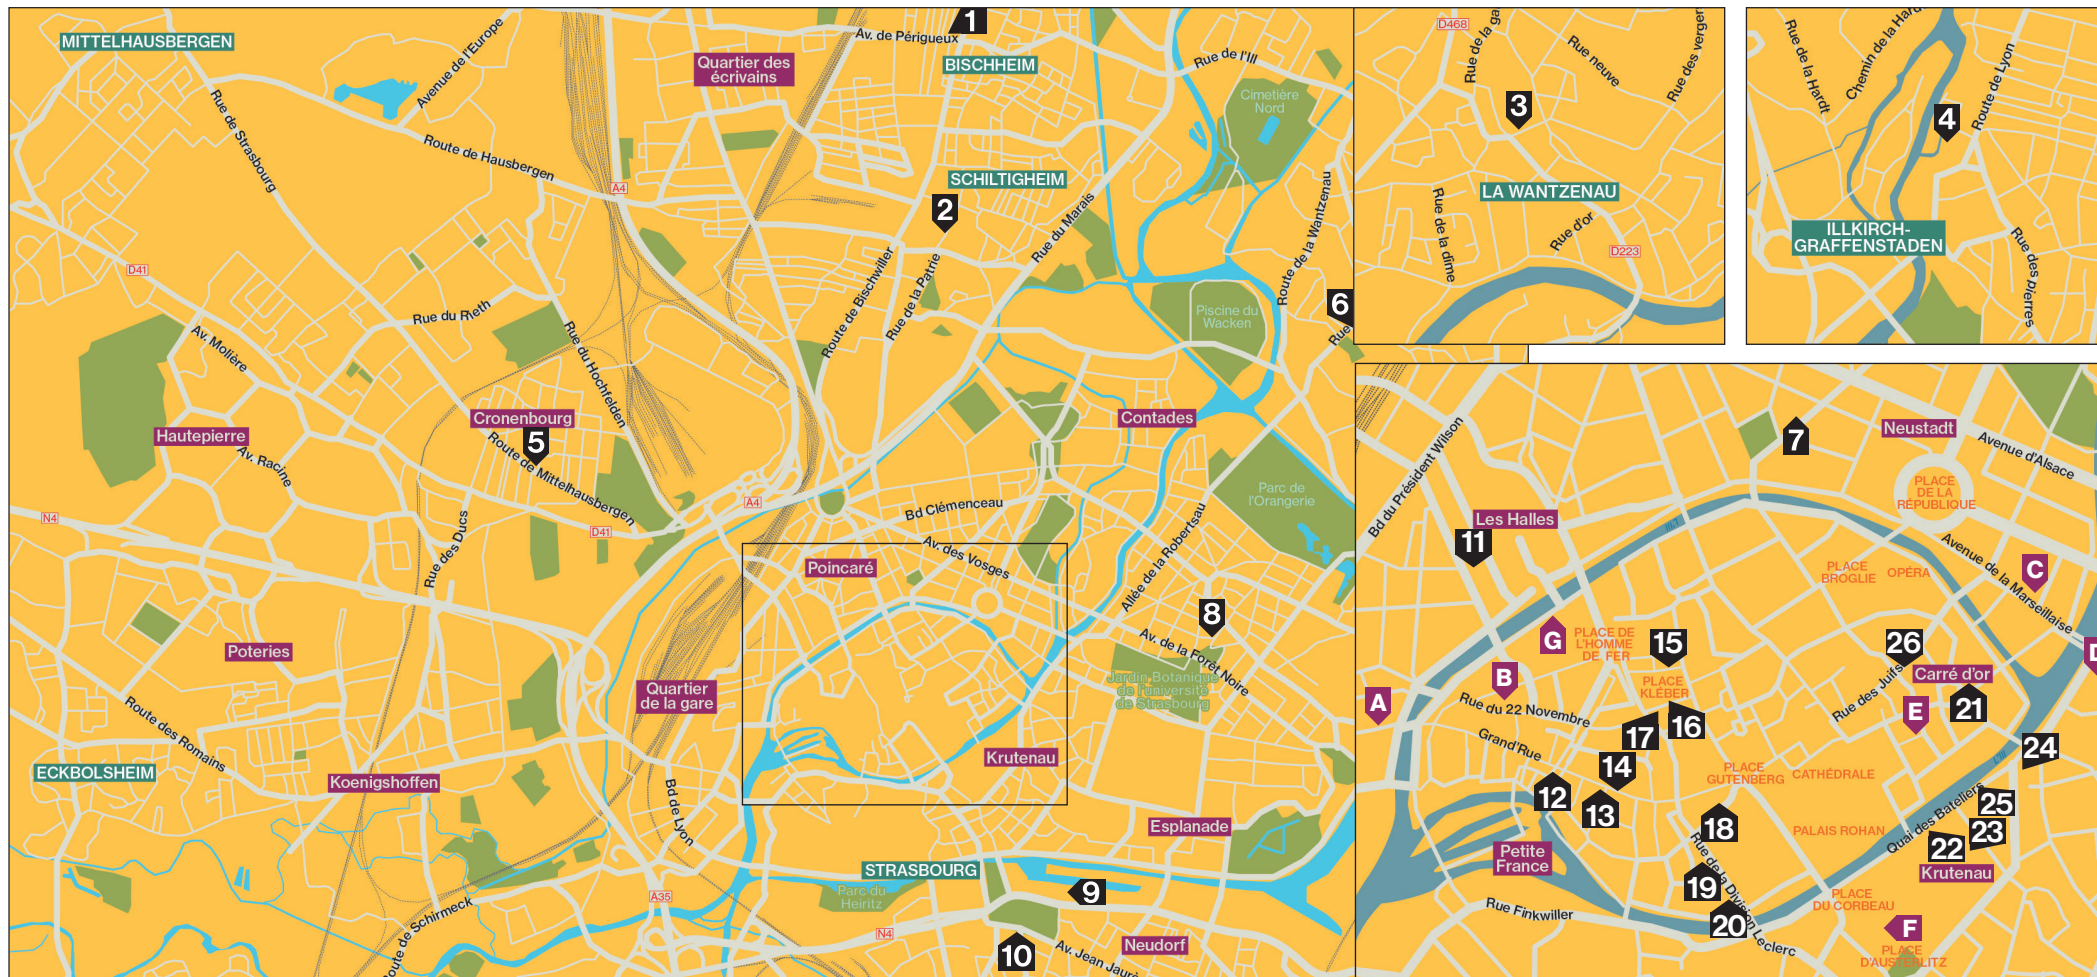 MITTELHAUSBERGEN
Avenue de l'Europe
Quartier des
écrivains
Av. de Périgueux
1
BISCHHEIM
Rue de l'Ill
Cimetière
Nord
Rue de Strasbourg
Route de Hausbergen
A4
SCHILTIGHEIM
2
Rue du Marais
Route de la Wantzenau
D41
Route de Bischwiller
Rue de la Patrie
Piscine du
Wacken
6
Rue
Rue du Rieth
Av. Molière
Rue du Hochfelden
Cronenbourg
5
Route de Mittelhausbergen
Contades
Hautepierre
Av. Racine
Parc de
l'Orangerie
N4
Rue des Ducs
D41
A4
Bd Clémenceau
Av. des Vosges
Allée de la Robertsau
Poincaré
8
Av. de la Forêt Noire
Poteries
Quartier
de la gare
Jardin Botanique
de l'université
de Strasbourg
Route des Romains
ECKBOLSHEIM
Koenigshoffen
Bd de Lyon
Krutenau
Esplanade
STRASBOURG
Parc du
Heiritz
9
A35
Route de Schirmeck
N4
10
Av. Jean Jaurès
Neudorf
D468
Rue de la ga
Rue neuve
Rue des verger
3
LA WANTZENAU
Rue de la dîme
Rue d'or
D223
Rue de la Hardt
Chemin de la Hard
Route de Lyon
4
ILLKIRCH-
GRAFFENSTADEN
Rue des pierres
Bd du Président Wilson
7
Neustadt
Avenue d'Alsace
PLACE
DE LA
RÉPUBLIQUE
Les Halles
11
ILL
Avenue de la Marseillaise
PLACE
BROGLIE
OPÉRA
C
G
PLACE DE
L'HOMME
DE FER
15
26
D
B
PLACE
KLÉBER
Carré d'or
A
Rue du 22 Novembre
Rue des Juifs
E
21
16
17
Grand'Rue
14
24
PLACE
GUTENBERG
CATHÉDRALE
ILL
12
13
18
25
PALAIS ROHAN
Quai des Bateliers
23
22
Petite
France
Rue de la Division Leclerc
Krutenau
19
PLACE
DU CORBEAU
Rue Finkwiller
20
F
PLACE
D'AUSTERLITZ